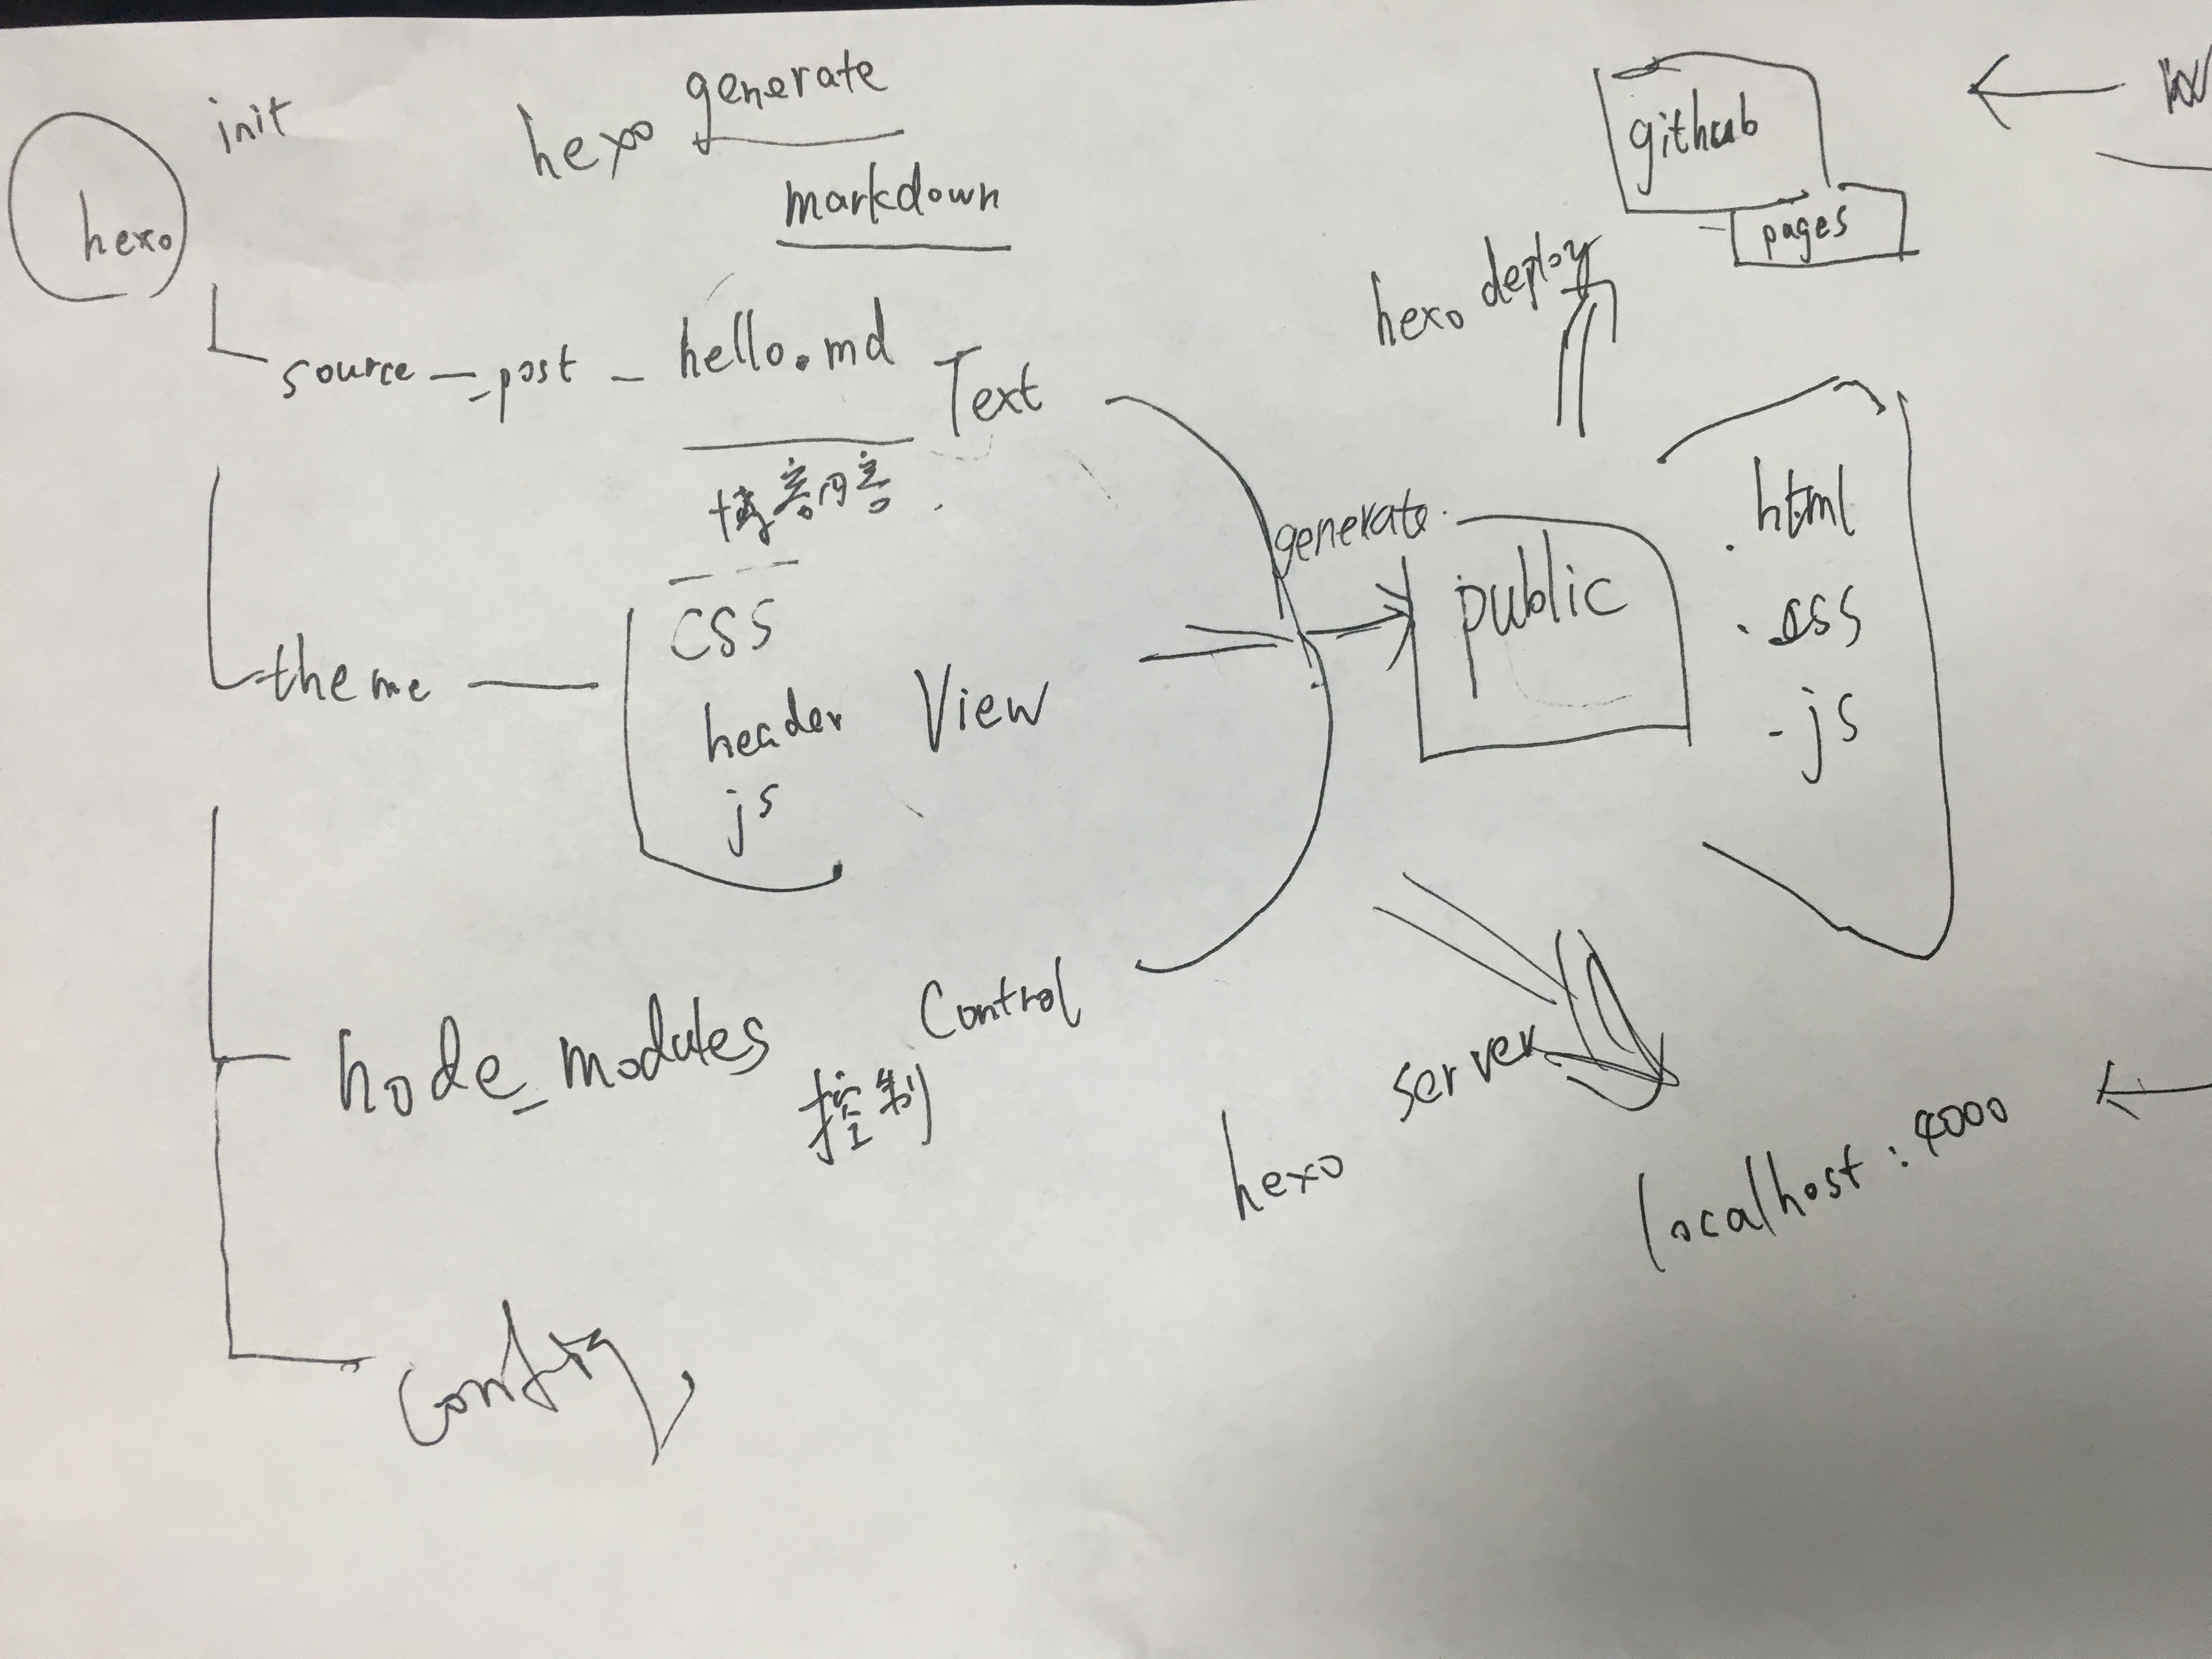 init
hexo
hexo generate
markdown
source — _post — hello.md Text
博客内容
theme — css
header View
js
node_modules Control
控制
config
generate
public
.html
.css
.js
hexo deploy
github
pages
hexo server
localhost:4000